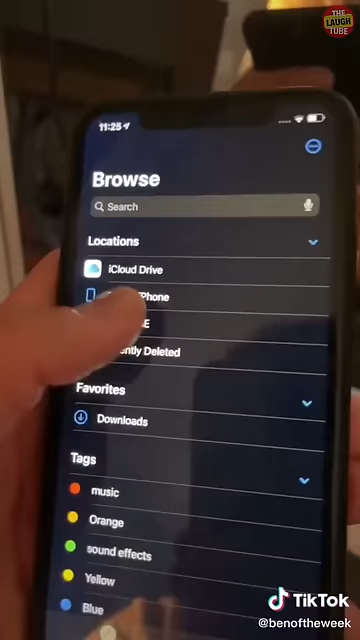 THE
LAUGH
TUBE
11:25
Browse
Search
Locations
iCloud Drive
Phone
E
ently Deleted
Favorites
Downloads
Tags
music
Orange
sound effects
Yellow
Blue
TikTok
@benoftheweek